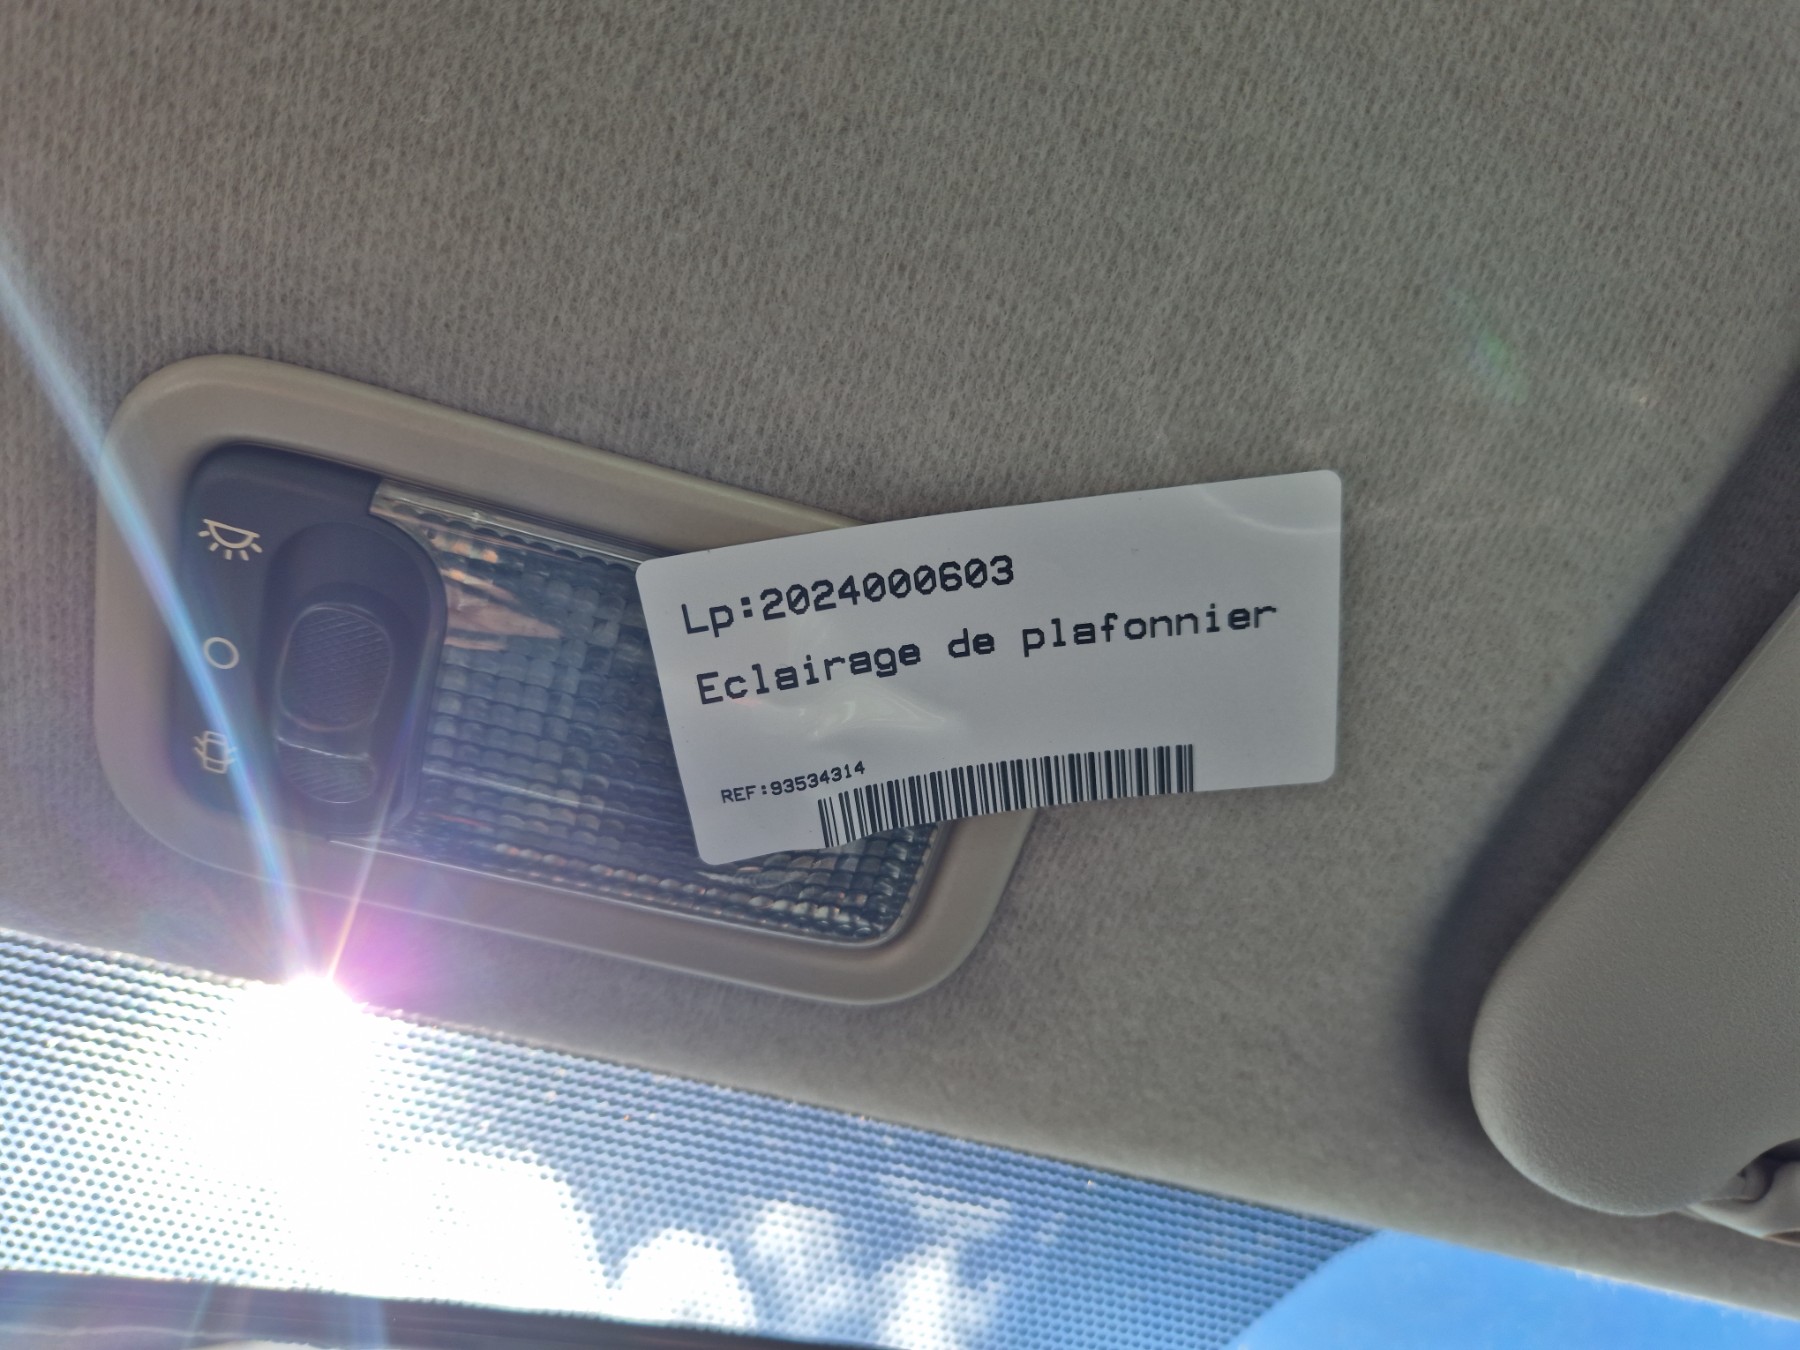 Lp:2024000603
Eclairage de plafonnier
REF:93534314